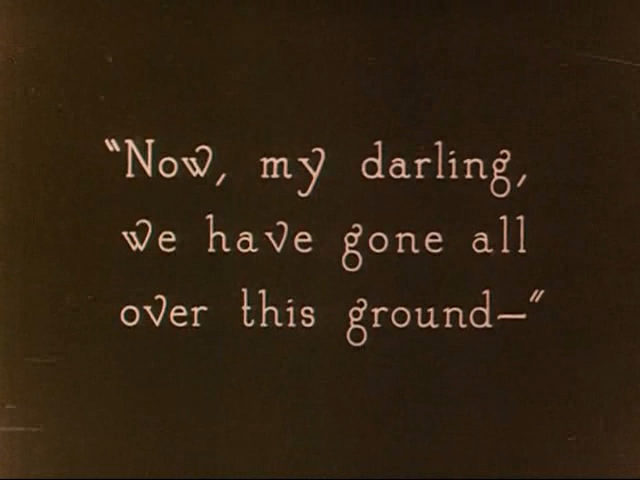 “Now, my darling,
we have gone all
over this ground—”